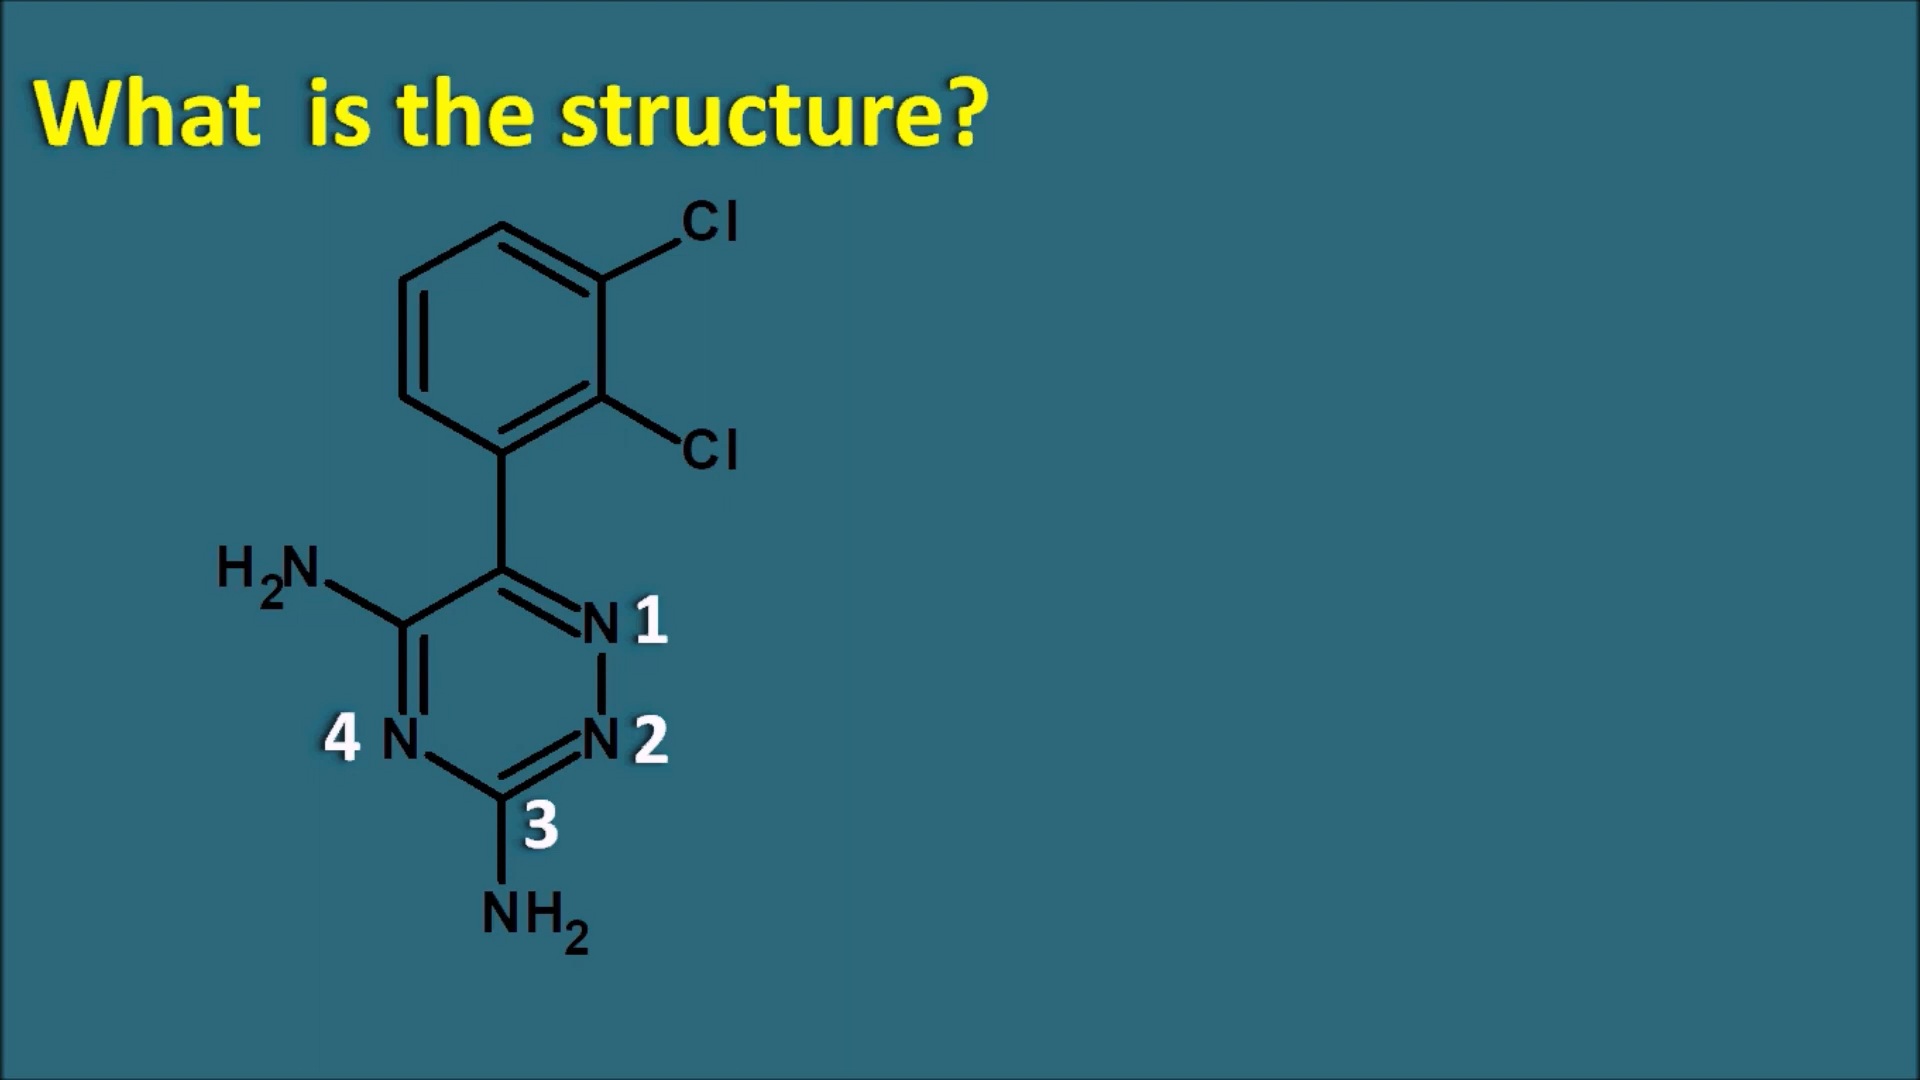 What  is the structure?
Cl
Cl
H₂N
N 1
4 N
N 2
3
NH₂